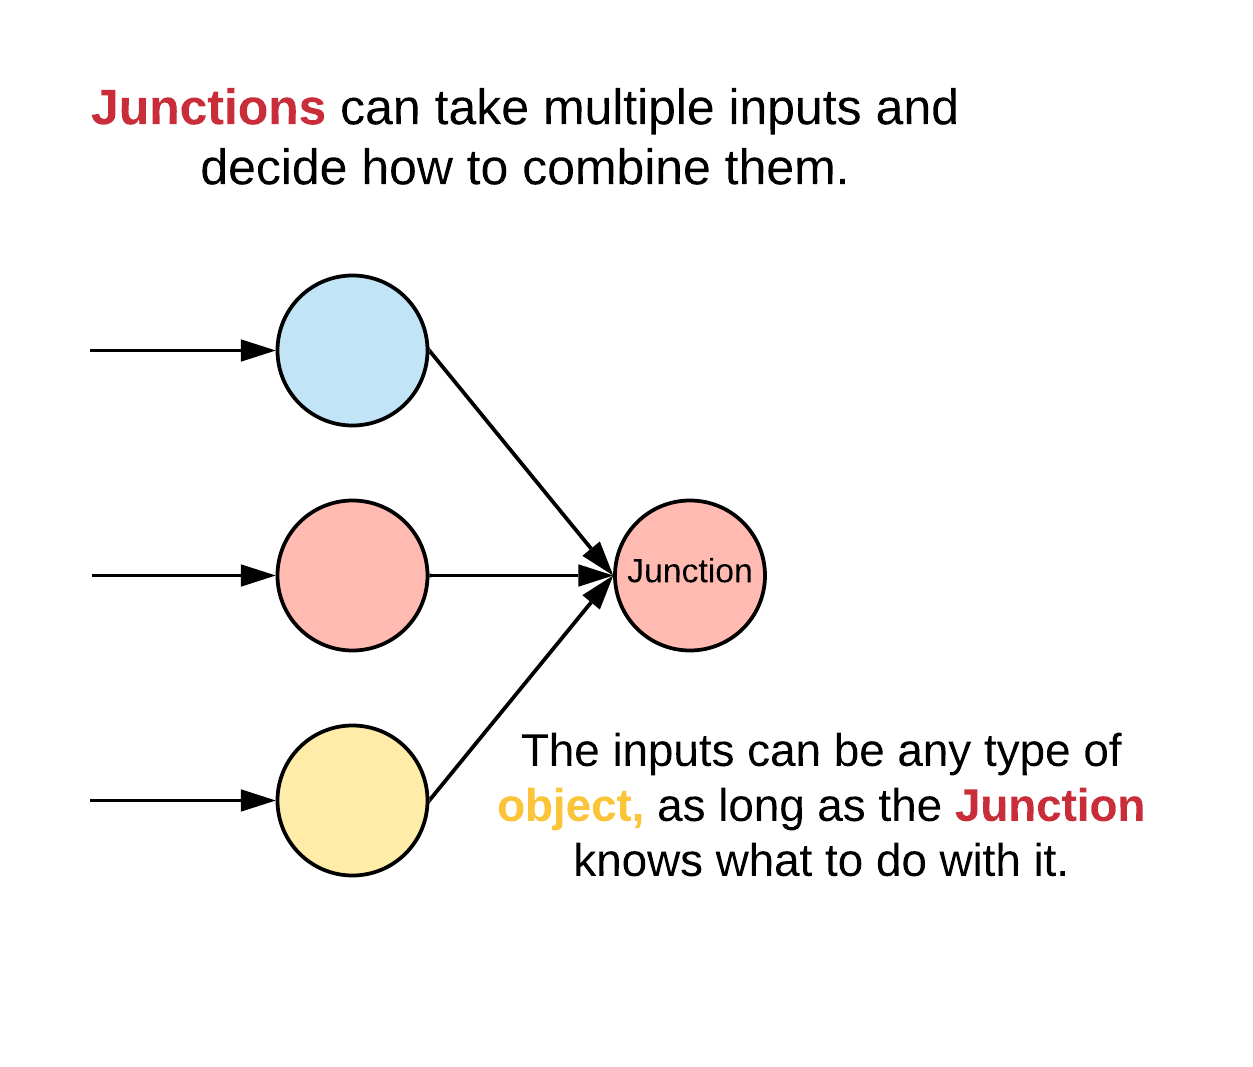 Junctions can take multiple inputs and
decide how to combine them.
Junction
The inputs can be any type of
object, as long as the Junction
knows what to do with it.